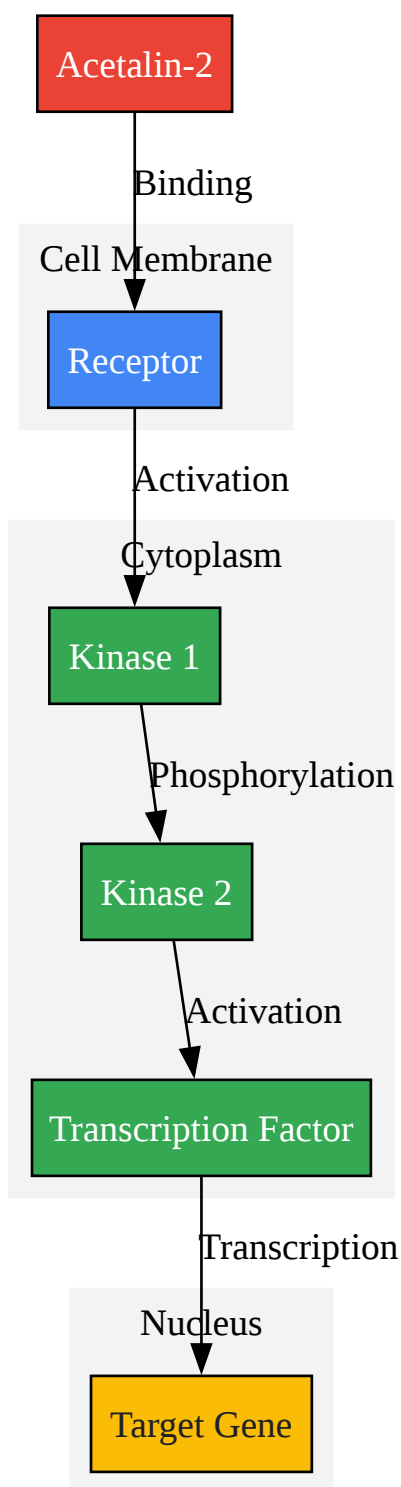 Acetalin-2
Binding
Cell Membrane
Receptor
Activation
Cytoplasm
Kinase 1
Phosphorylation
Kinase 2
Activation
Transcription Factor
Transcription
Nucleus
Target Gene